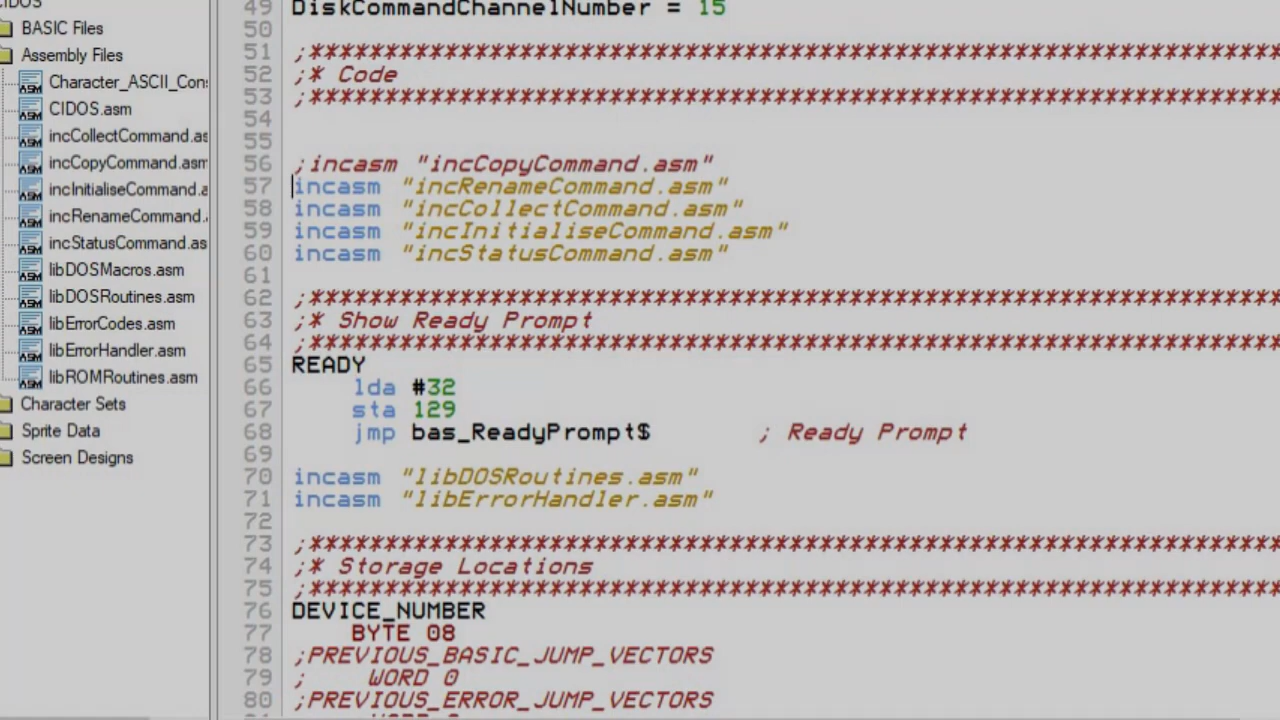 CIDOS
BASIC Files
Assembly Files
Character_ASCII_Cons
CIDOS.asm
incCollectCommand.as
incCopyCommand.asm
incInitialiseCommand.a
incRenameCommand.
incStatusCommand.as
libDOSMacros.asm
libDOSRoutines.asm
libErrorCodes.asm
libErrorHandler.asm
libROMRoutines.asm
Character Sets
Sprite Data
Screen Designs
49 DiskCommandChannelNumber = 15
50
51 ;******************************************************************
52 ;* Code
53 ;******************************************************************
54
55
56 ;incasm "incCopyCommand.asm"
57 incasm "incRenameCommand.asm"
58 incasm "incCollectCommand.asm"
59 incasm "incInitialiseCommand.asm"
60 incasm "incStatusCommand.asm"
61
62 ;******************************************************************
63 ;* Show Ready Prompt
64 ;******************************************************************
65 READY
66 lda #32
67 sta 129
68 jmp bas_ReadyPrompt$ ; Ready Prompt
69
70 incasm "libDOSRoutines.asm"
71 incasm "libErrorHandler.asm"
72
73 ;******************************************************************
74 ;* Storage Locations
75 ;******************************************************************
76 DEVICE_NUMBER
77 BYTE 08
78 ;PREVIOUS_BASIC_JUMP_VECTORS
79 ; WORD 0
80 ;PREVIOUS_ERROR_JUMP_VECTORS